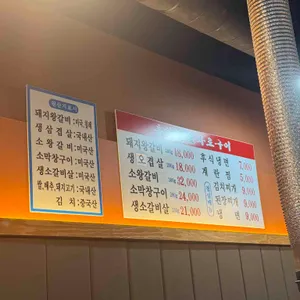 원산지표시
돼지왕갈비:미국,독일
생 삼 겹 살:국내산
소 왕 갈 비:미국산
소막창구이:미국산
생소갈비살:미국산
쌀,배추,돼지고기:국내산
김 치:중국산
구이
돼지왕갈비 18,000
생오겹살 18,000
소왕갈비 32,000
소막창구이 24,000
생소갈비살 21,000
후식냉면 7,000
계란찜 5,000
김치찌개 9,000
된장찌개 9,000
냉 면 9,000